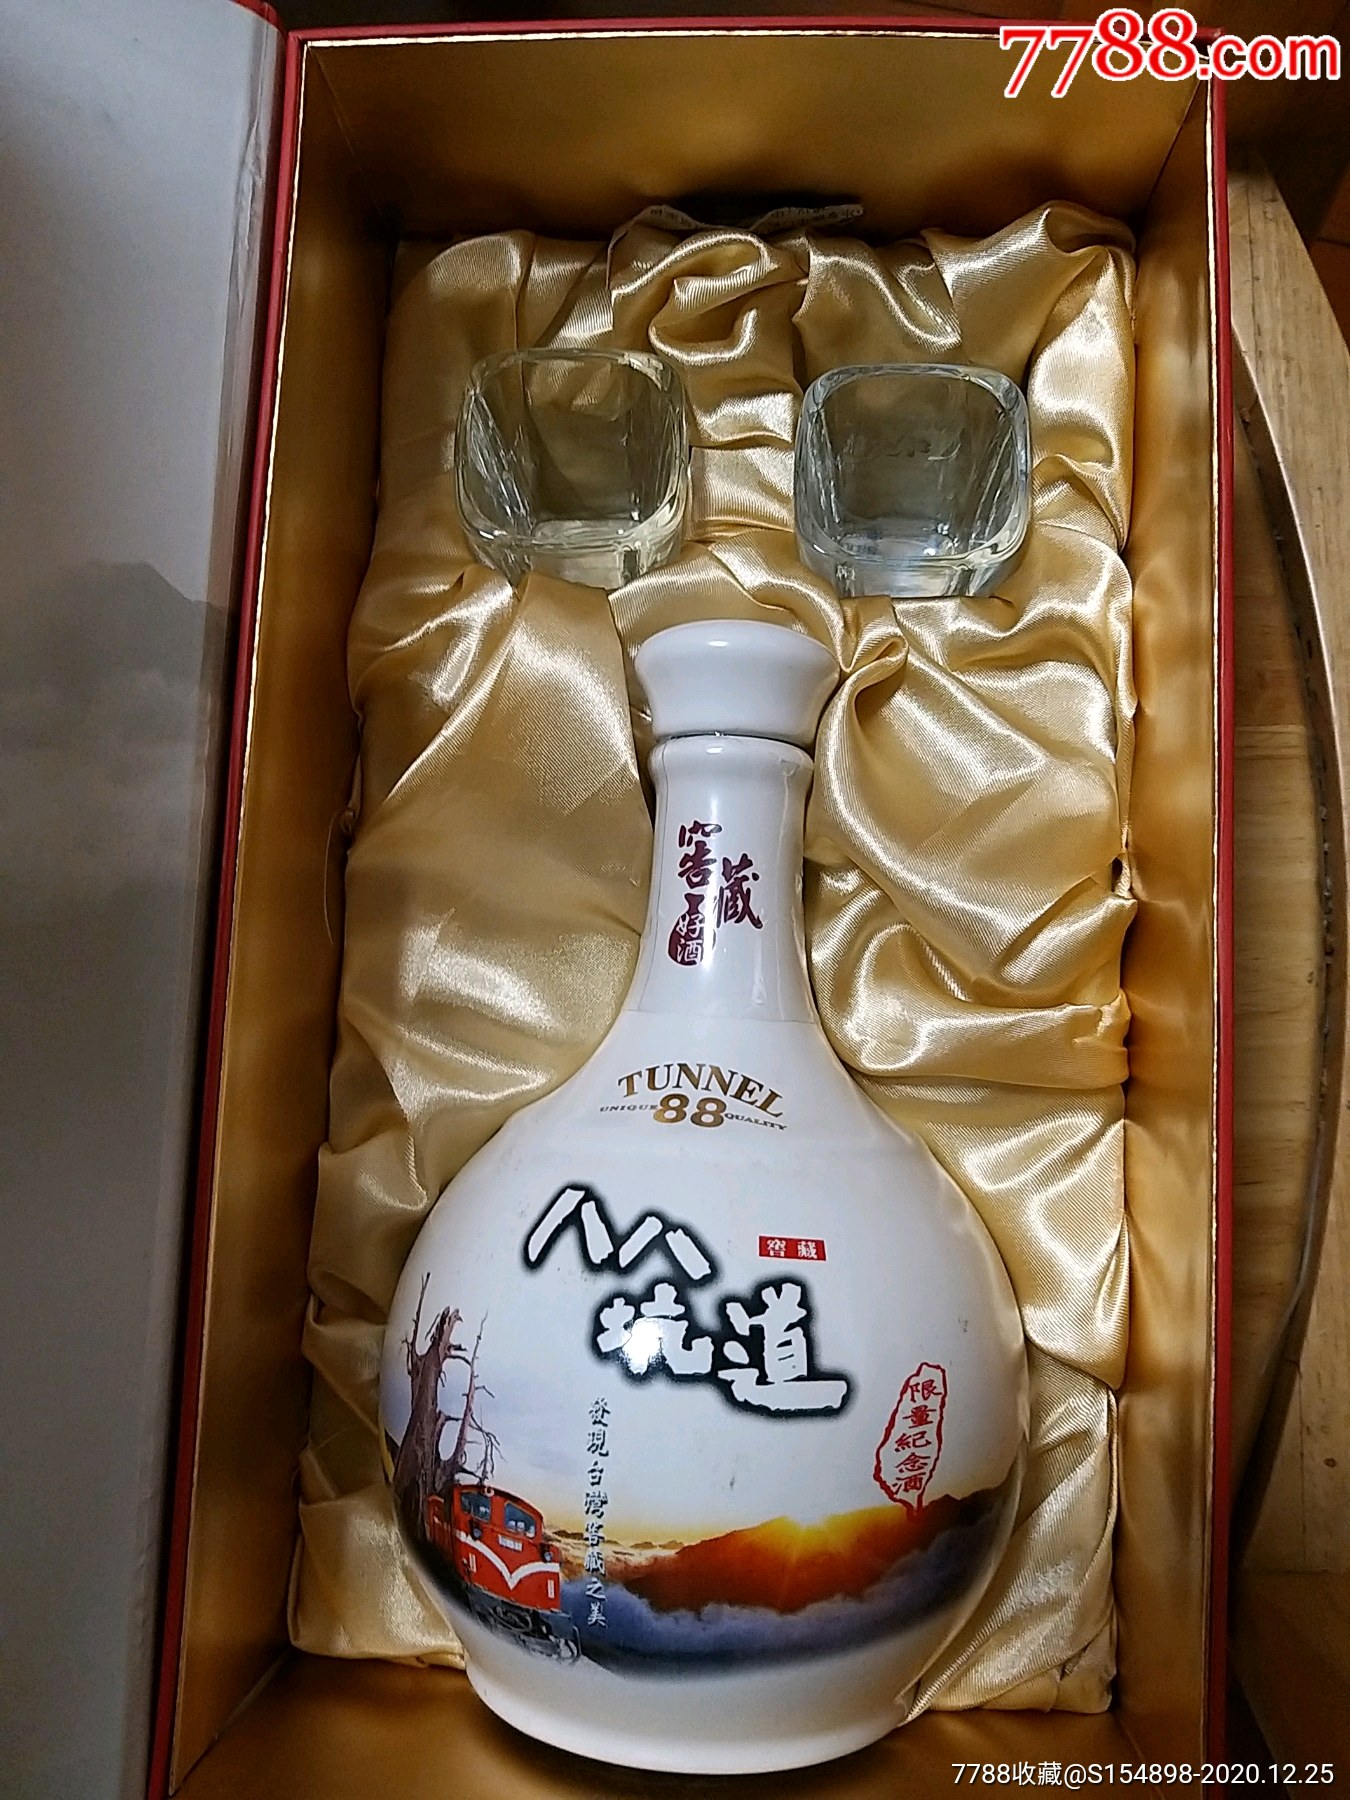 7788.com
窖藏
好酒
TUNNEL
UNIQUE 88 QUALITY
八八
坑道
窖藏
限量紀念酒
發現台灣窖藏之美
7788收藏@S154898-2020.12.25